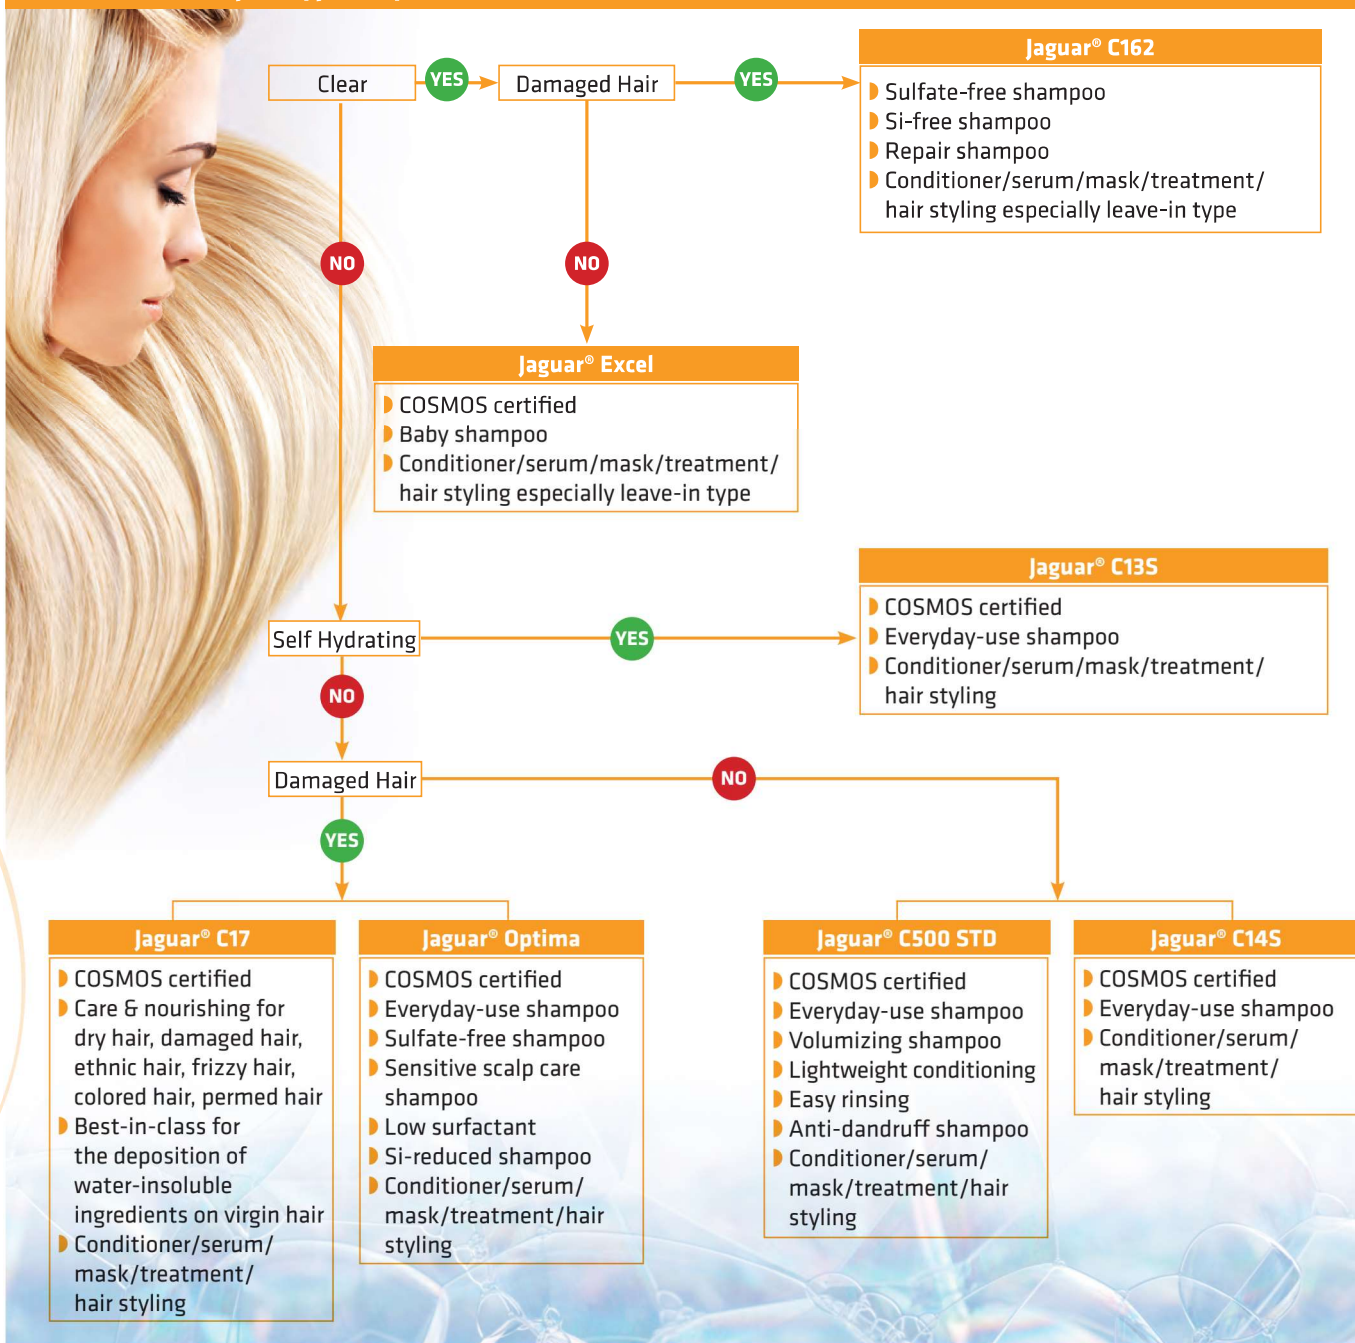 Clear
YES
Damaged Hair
YES
Jaguar® C162
Sulfate-free shampoo
Si-free shampoo
Repair shampoo
Conditioner/serum/mask/treatment/
hair styling especially leave-in type
NO
NO
Jaguar® Excel
COSMOS certified
Baby shampoo
Conditioner/serum/mask/treatment/
hair styling especially leave-in type
Self Hydrating
YES
Jaguar® C13S
COSMOS certified
Everyday-use shampoo
Conditioner/serum/mask/treatment/
hair styling
NO
Damaged Hair
NO
YES
Jaguar® C17
COSMOS certified
Care & nourishing for
dry hair, damaged hair,
ethnic hair, frizzy hair,
colored hair, permed hair
Best-in-class for
the deposition of
water-insoluble
ingredients on virgin hair
Conditioner/serum/
mask/treatment/
hair styling
Jaguar® Optima
COSMOS certified
Everyday-use shampoo
Sulfate-free shampoo
Sensitive scalp care
shampoo
Low surfactant
Si-reduced shampoo
Conditioner/serum/
mask/treatment/hair
styling
Jaguar® C500 STD
COSMOS certified
Everyday-use shampoo
Volumizing shampoo
Lightweight conditioning
Easy rinsing
Anti-dandruff shampoo
Conditioner/serum/
mask/treatment/hair
styling
Jaguar® C14S
COSMOS certified
Everyday-use shampoo
Conditioner/serum/
mask/treatment/
hair styling